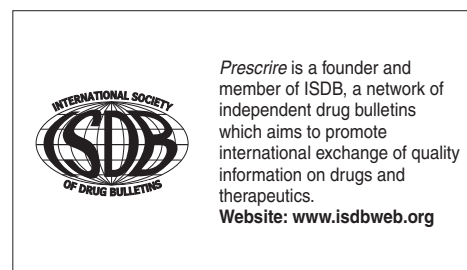 INTERNATIONAL SOCIETY
ISDB
OF DRUG BULLETINS
Prescrire is a founder and
member of ISDB, a network of
independent drug bulletins
which aims to promote
international exchange of quality
information on drugs and
therapeutics.
Website: www.isdbweb.org